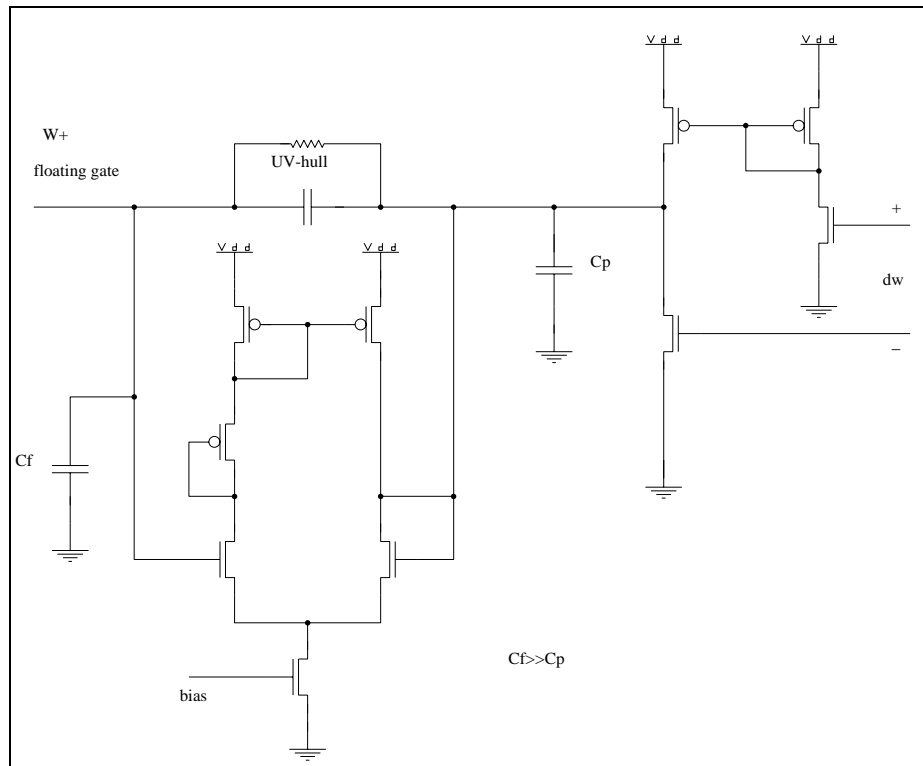 Vdd Vdd
W+
UV-hull
floating gate
+
Vdd Vdd
Cp
dw
−
Cf
Cf>>Cp
bias